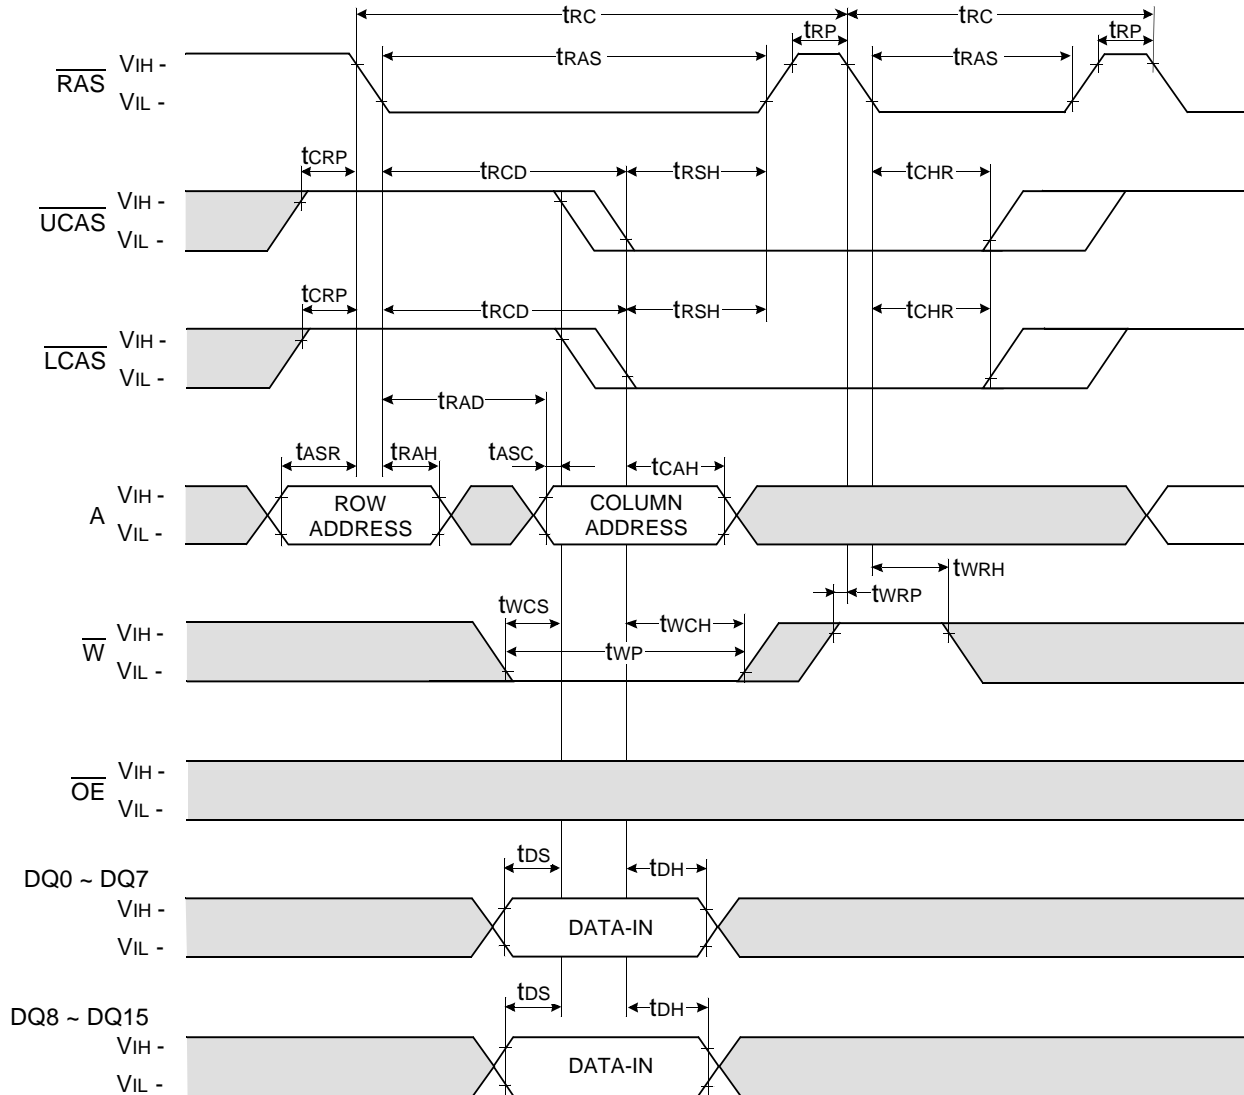 tRC tRC
tRP tRP
tRAS tRAS
RAS VIH -
VIL -
tCRP tRCD tRSH tCHR
UCAS VIH -
VIL -
tCRP tRCD tRSH tCHR
LCAS VIH -
VIL -
tRAD
tASR tRAH tASC tCAH
A VIH -
VIL -
ROW
ADDRESS
COLUMN
ADDRESS
tWRH
tWRP
tWCS tWCH
tWP
W VIH -
VIL -
OE VIH -
VIL -
tDS tDH
DQ0 ~ DQ7
VIH -
VIL -
DATA-IN
tDS tDH
DQ8 ~ DQ15
VIH -
VIL -
DATA-IN